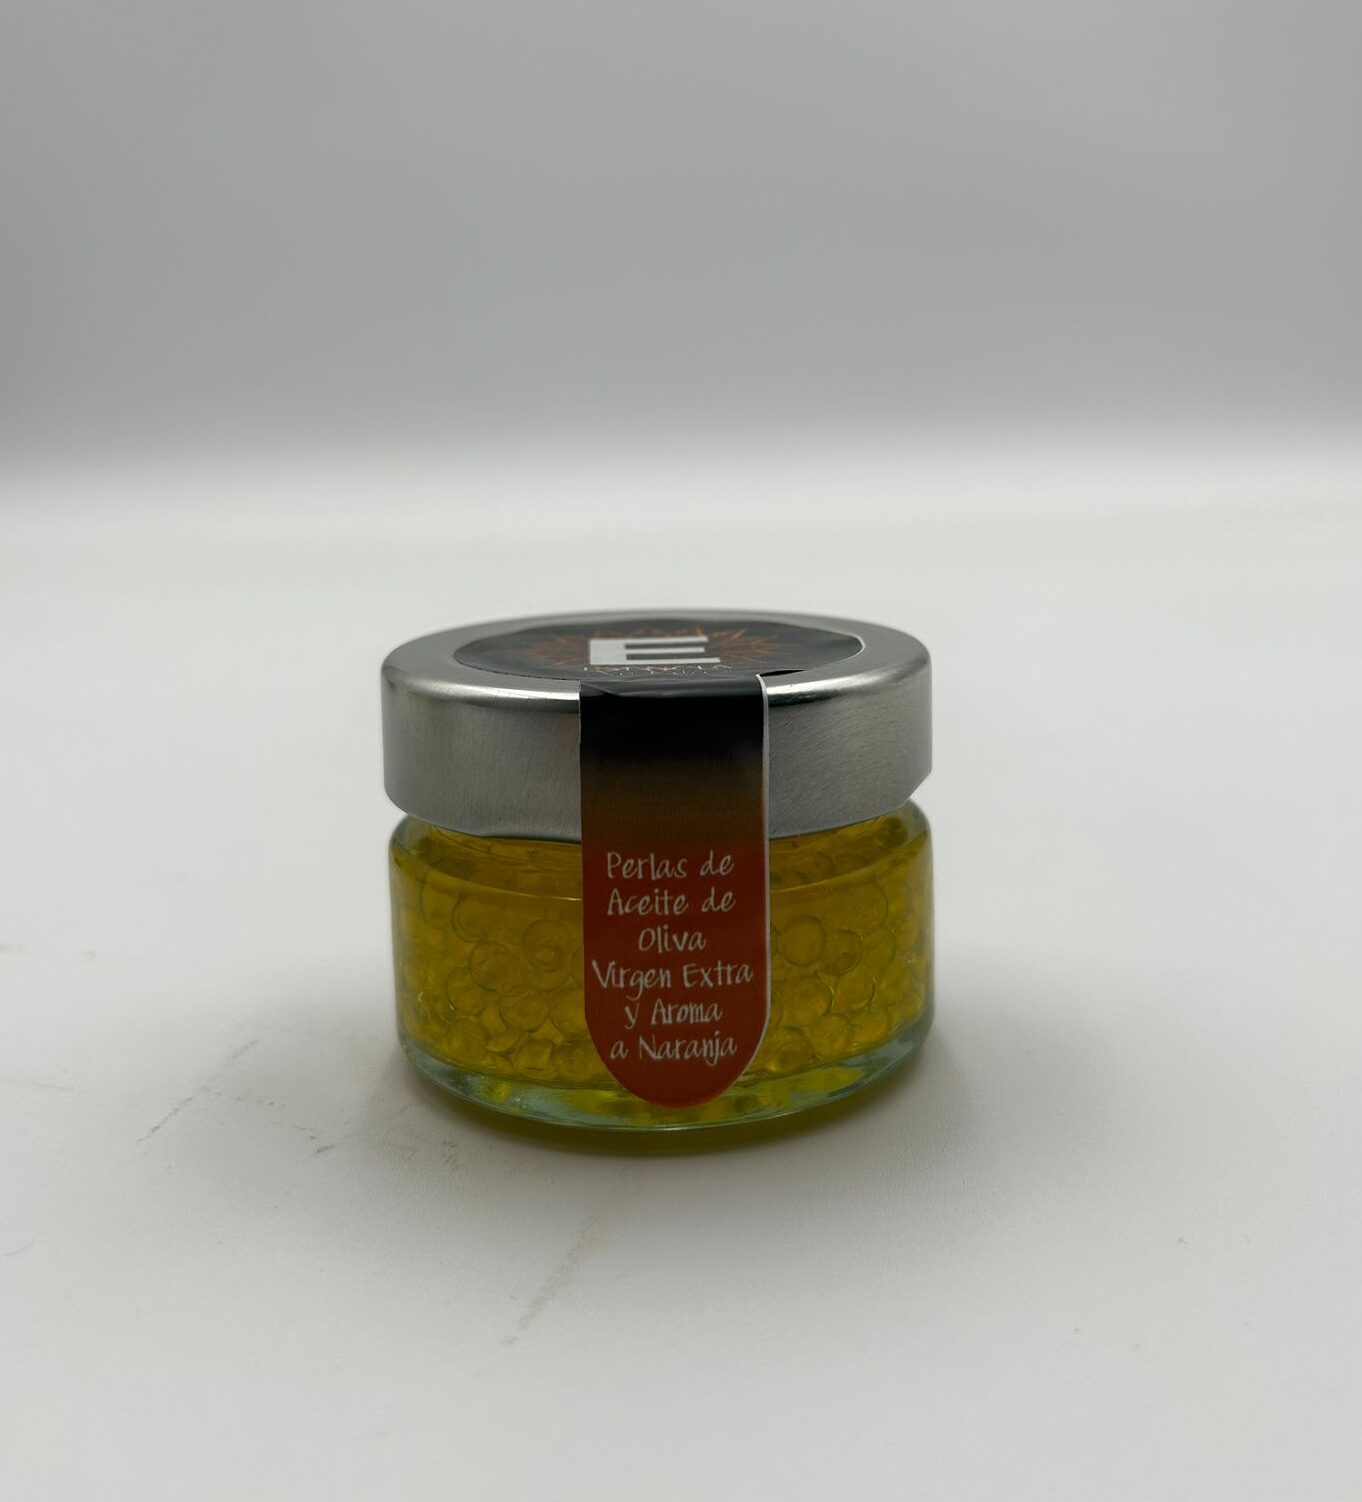 E
Perlas de
Aceite de
Oliva
Virgen Extra
y Aroma
a Naranja